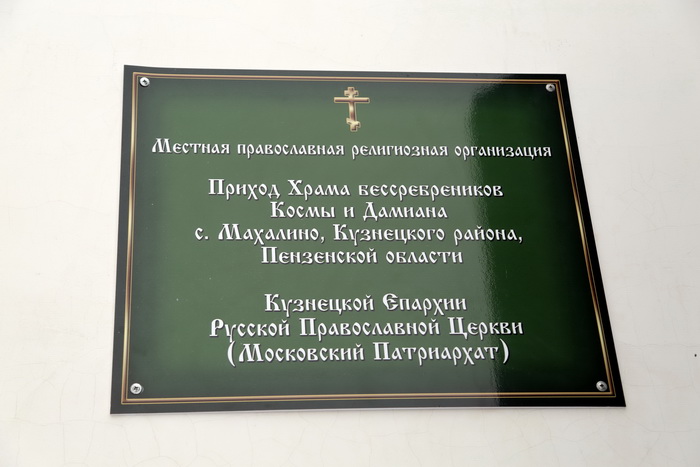 Местная православная религиозная организация
Приход Храма бессребреников
Космы и Дамиана
с. Махалино, Кузнецкого района,
Пензенской области
Кузнецкой Епархии
Русской Православной Церкви
(Московский Патриархат)